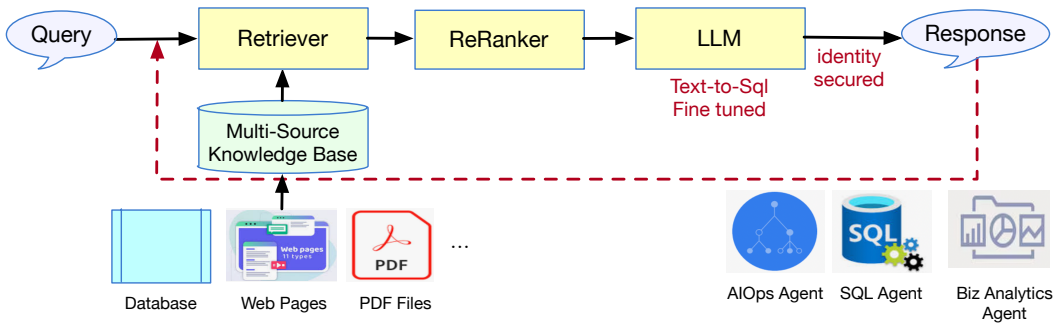 Query
Retriever
ReRanker
LLM
Response
identity
secured
Text-to-Sql
Fine tuned
Multi-Source
Knowledge Base
Web pages
11 types
PDF
...
SQL
Database
Web Pages
PDF Files
AIOps Agent
SQL Agent
Biz Analytics
Agent